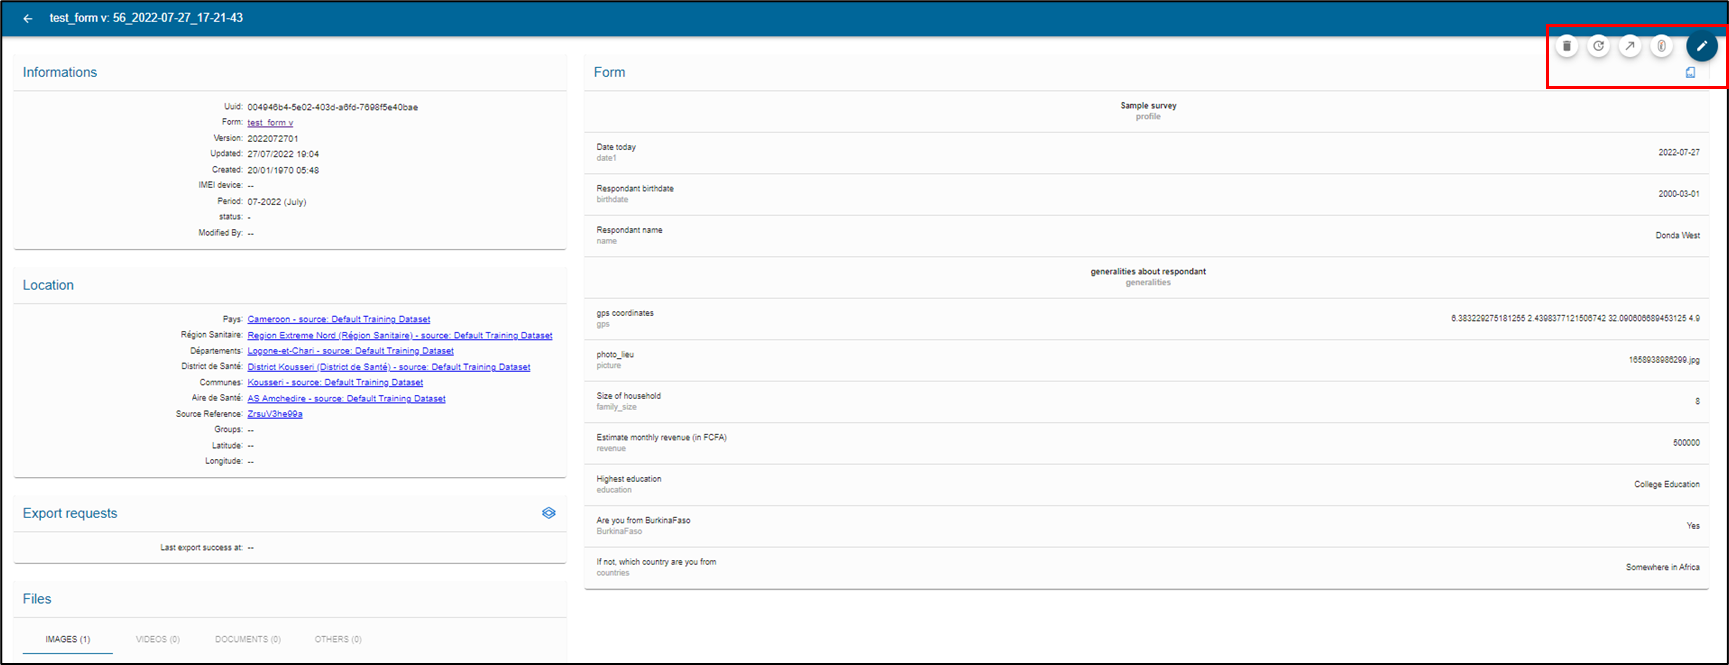 test_form v: 56_2022-07-27_17-21-43
Informations
Uuid: 004946b4-5e02-403d-a6fd-7698f5e40bae
Form: test_form v
Version: 2022072701
Updated: 27/07/2022 19:04
Created: 20/01/1970 05:48
IMEI device: --
Period: 07-2022 (July)
status: -
Modified By: --
Location
Pays: Cameroon - source: Default Training Dataset
Région Sanitaire: Region Extreme Nord (Région Sanitaire) - source: Default Training Dataset
Départements: Logone-et-Chari - source: Default Training Dataset
District de Santé: District Kousseri (District de Santé) - source: Default Training Dataset
Communes: Kousseri - source: Default Training Dataset
Aire de Santé: AS Amchedire - source: Default Training Dataset
Source Reference: ZrsuV3he99a
Groups: --
Latitude: --
Longitude: --
Export requests
Last export success at: --
Files
IMAGES (1) VIDEOS (0) DOCUMENTS (0) OTHERS (0)
Form
Sample survey
profile
Date today
date1
2022-07-27
Respondant birthdate
birthdate
2000-03-01
Respondant name
name
Donda West
generalities about respondant
generalities
gps coordinates
gps
6.383229275181255 2.4398377121506742 32.090606689453125 4.9
photo_lieu
picture
1658938986299.jpg
Size of household
family_size
8
Estimate monthly revenue (in FCFA)
revenue
500000
Highest education
education
College Education
Are you from BurkinaFaso
BurkinaFaso
Yes
If not, which country are you from
countries
Somewhere in Africa